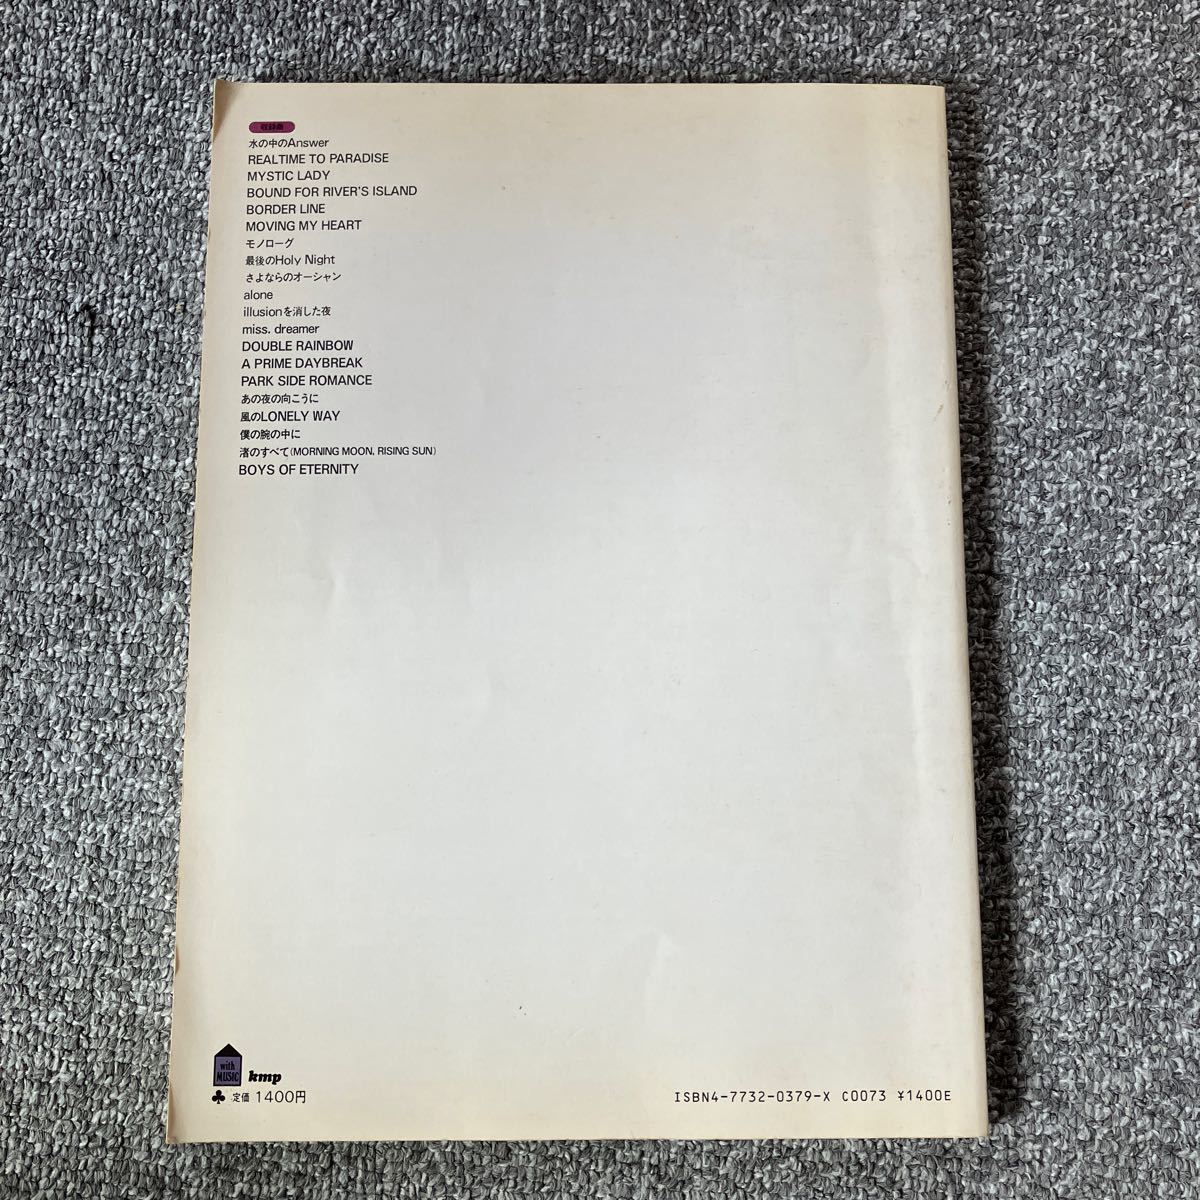 収録曲
水の中のAnswer
REALTIME TO PARADISE
MYSTIC LADY
BOUND FOR RIVER'S ISLAND
BORDER LINE
MOVING MY HEART
モノローグ
最後のHoly Night
さよならのオーシャン
alone
illusionを消した夜
miss. dreamer
DOUBLE RAINBOW
A PRIME DAYBREAK
PARK SIDE ROMANCE
あの夜の向こうに
風のLONELY WAY
僕の腕の中に
渚のすべて(MORNING MOON, RISING SUN)
BOYS OF ETERNITY
with
MUSIC
kmp
♣ 定価 1400円
ISBN4-7732-0379-X C0073 ¥1400E